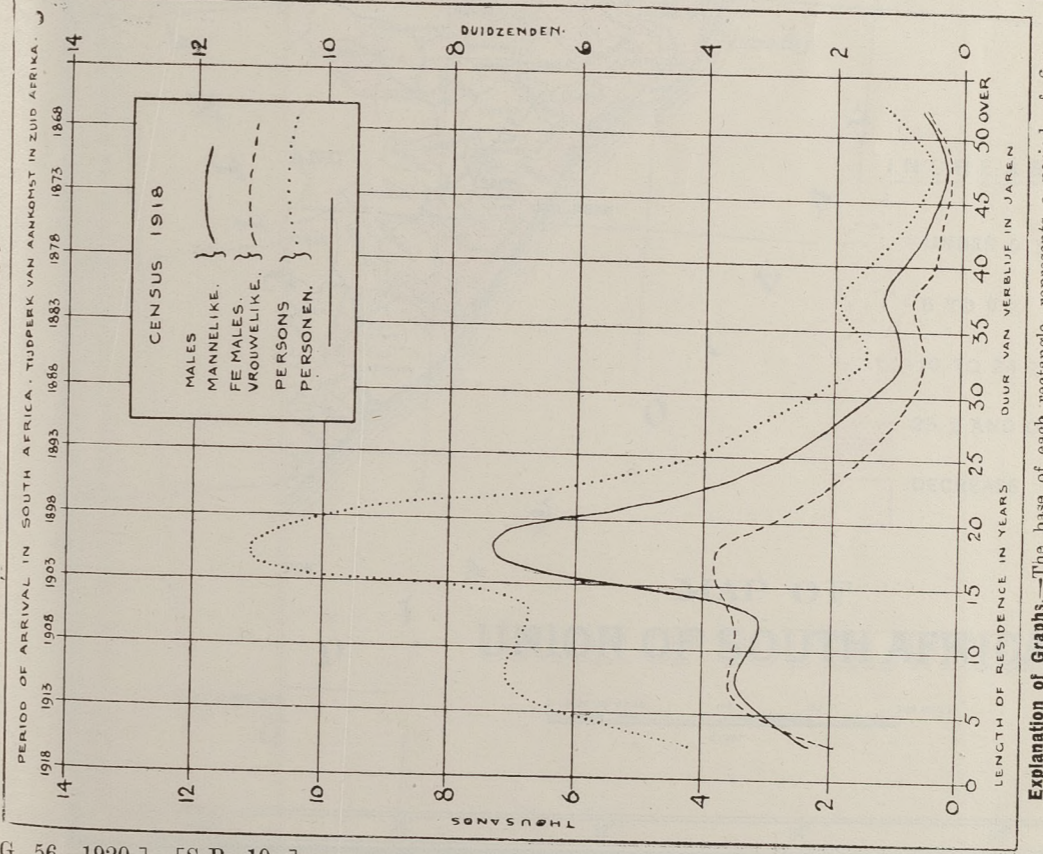 PERIOD OF ARRIVAL IN SOUTH AFRICA. TIJDPERK VAN AANKOMST IN ZUID AFRIKA.
1918 1913 1908 1903 1898 1893 1888 1883 1878 1873 1868
THOUSANDS
14
12
10
8
6
4
2
0
CENSUS 1918
MALES
MANNELIKE.
FEMALES.
VROUWELIKE.
PERSONS
PERSONEN.
DUIDZENDEN.
14
12
10
8
6
4
2
0
0 5 10 15 20 25 30 35 40 45 50 OVER
LENGTH OF RESIDENCE IN YEARS DUUR VAN VERBLIJF IN JAREN
Explanation of Graphs.—The base of each rectangle represents
G. 56 1920